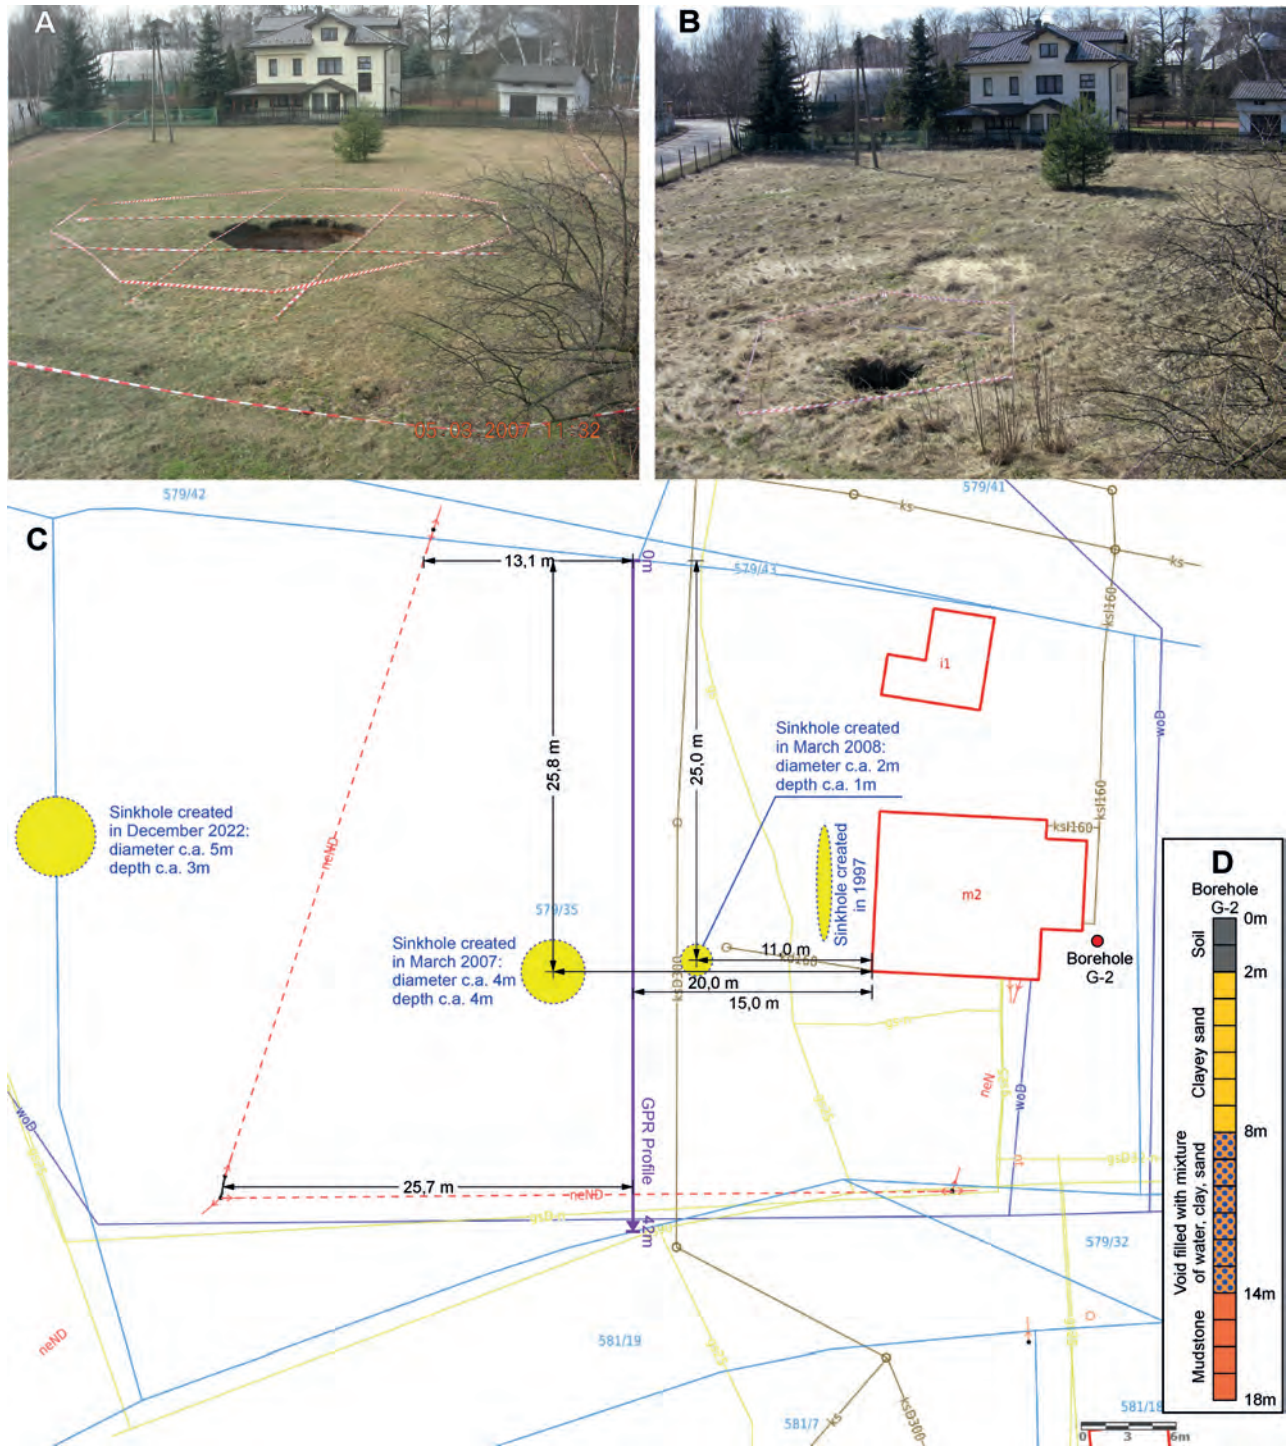 A
B
05-03-2007 11:32
C
579/42
579/41
ks
ks
13,1 m
0m
579/43
ksl160
i1
25,8 m
25,0 m
Sinkhole created
in March 2008:
diameter c.a. 2m
depth c.a. 1m
woD
ksl160
ksl160
Sinkhole created
in December 2022:
diameter c.a. 5m
depth c.a. 3m
neND
Sinkhole created
in 1997
m2
579/35
Sinkhole created
in March 2007:
diameter c.a. 4m
depth c.a. 4m
ksD300
11,0 m
20,0 m
15,0 m
Borehole
G-2
D
Borehole
G-2
0m
Soil
2m
Clayey sand
8m
Void filled with mixture
of water, clay, sand
14m
Mudstone
18m
woD
neN
woD
GPR Profile
25,7 m
neND
42m
579/32
neND
581/19
581/7
ks
ksD300
581/18
0 3 6m